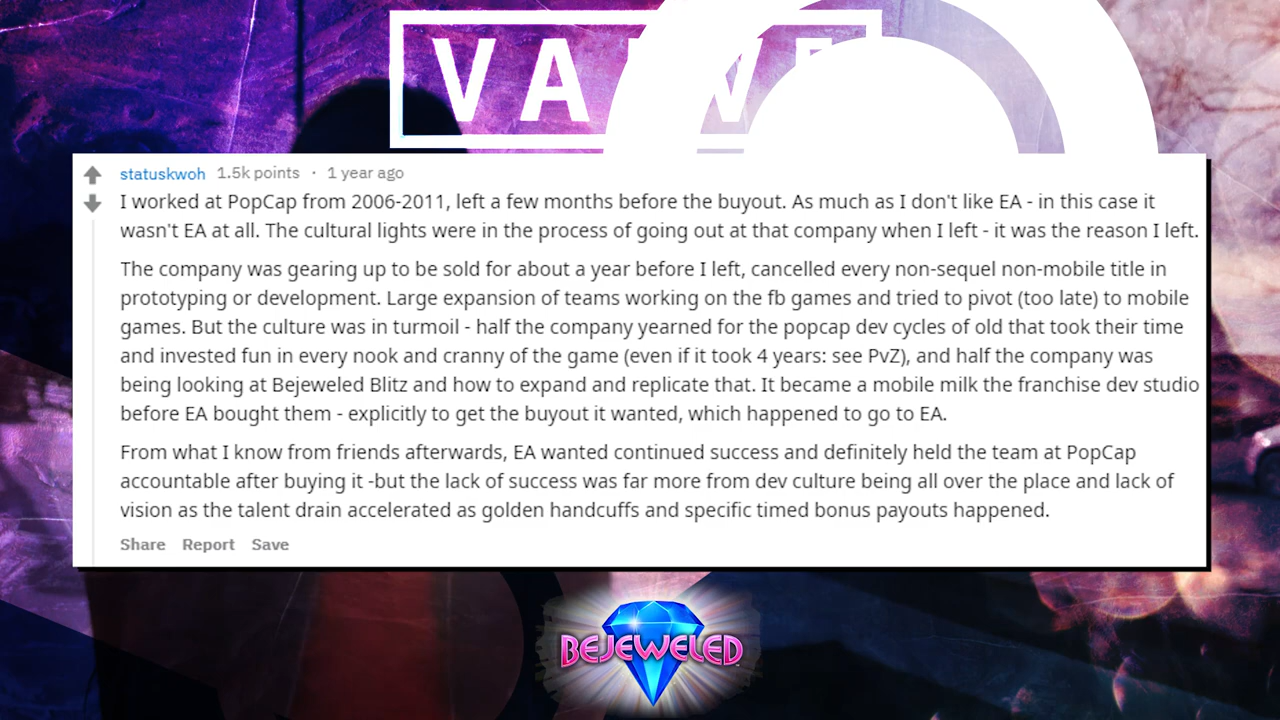 statuskwoh 1.5k points · 1 year ago
I worked at PopCap from 2006-2011, left a few months before the buyout. As much as I don't like EA - in this case it
wasn't EA at all. The cultural lights were in the process of going out at that company when I left - it was the reason I left.
The company was gearing up to be sold for about a year before I left, cancelled every non-sequel non-mobile title in
prototyping or development. Large expansion of teams working on the fb games and tried to pivot (too late) to mobile
games. But the culture was in turmoil - half the company yearned for the popcap dev cycles of old that took their time
and invested fun in every nook and cranny of the game (even if it took 4 years: see PvZ), and half the company was
being looking at Bejeweled Blitz and how to expand and replicate that. It became a mobile milk the franchise dev studio
before EA bought them - explicitly to get the buyout it wanted, which happened to go to EA.
From what I know from friends afterwards, EA wanted continued success and definitely held the team at PopCap
accountable after buying it -but the lack of success was far more from dev culture being all over the place and lack of
vision as the talent drain accelerated as golden handcuffs and specific timed bonus payouts happened.
Share Report Save
BEJEWELED